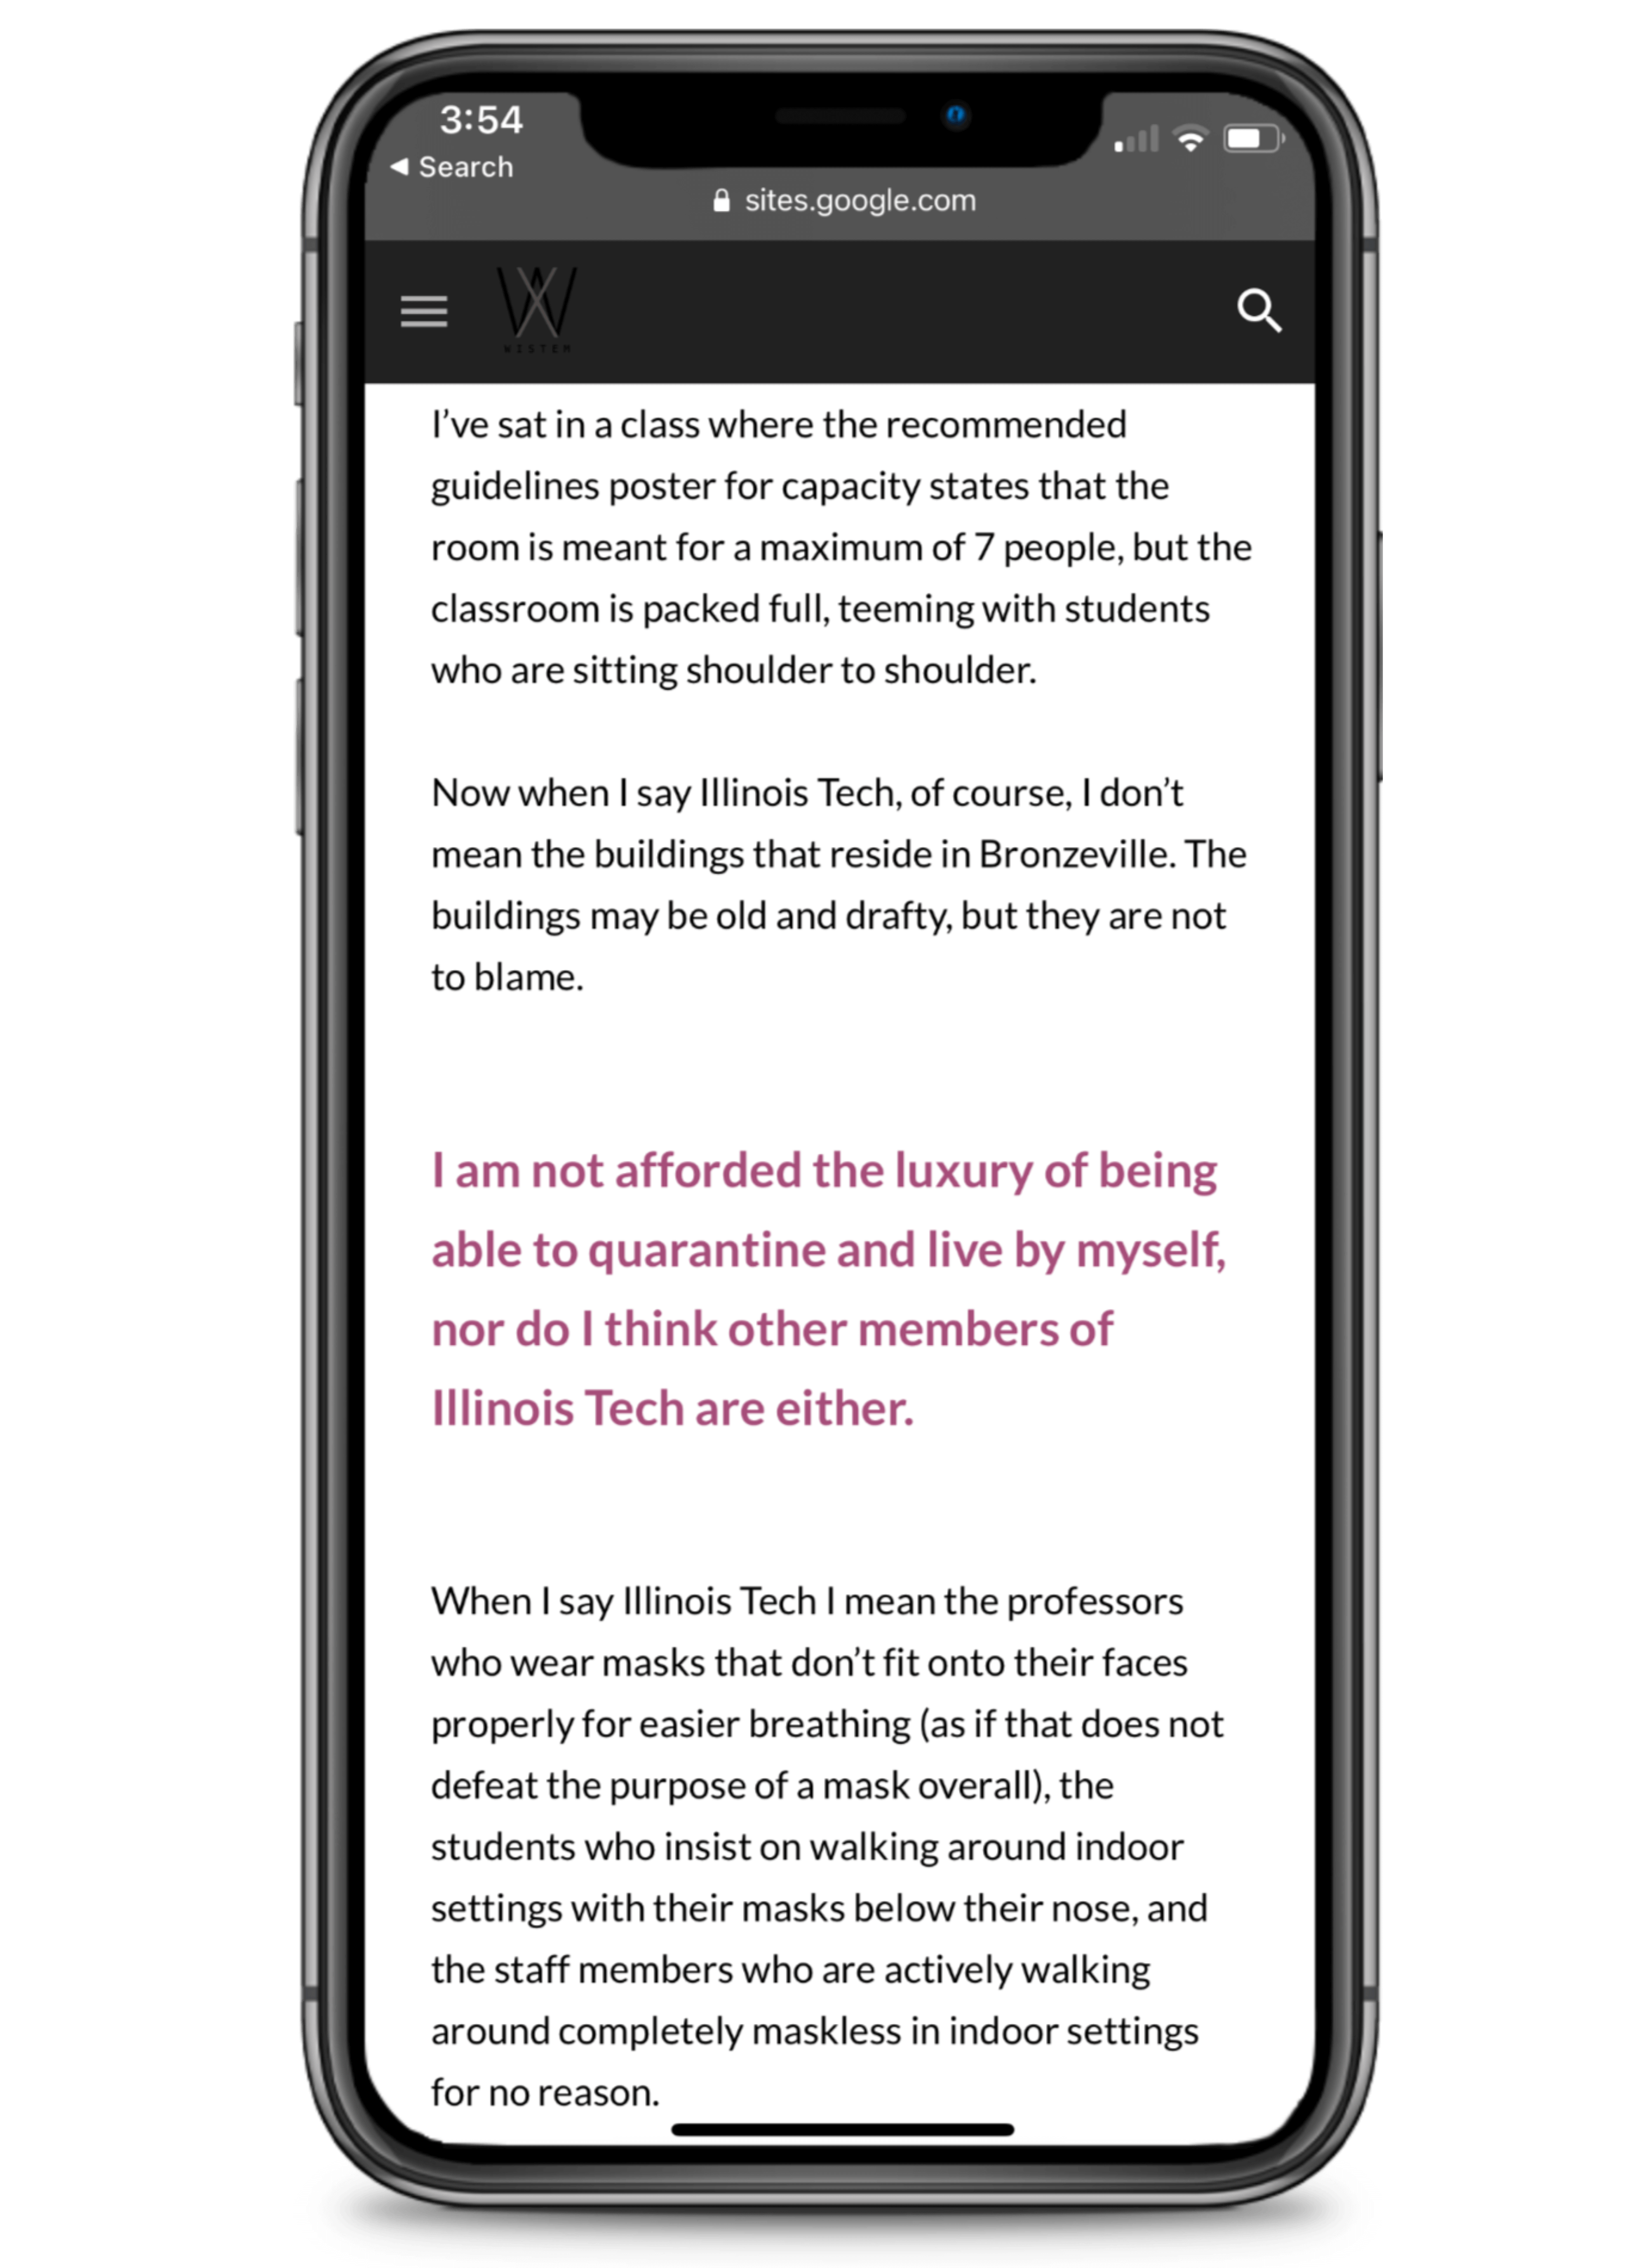 3:54
◀ Search
sites.google.com
WISTEM
I’ve sat in a class where the recommended
guidelines poster for capacity states that the
room is meant for a maximum of 7 people, but the
classroom is packed full, teeming with students
who are sitting shoulder to shoulder.
Now when I say Illinois Tech, of course, I don’t
mean the buildings that reside in Bronzeville. The
buildings may be old and drafty, but they are not
to blame.
I am not afforded the luxury of being
able to quarantine and live by myself,
nor do I think other members of
Illinois Tech are either.
When I say Illinois Tech I mean the professors
who wear masks that don’t fit onto their faces
properly for easier breathing (as if that does not
defeat the purpose of a mask overall), the
students who insist on walking around indoor
settings with their masks below their nose, and
the staff members who are actively walking
around completely maskless in indoor settings
for no reason.